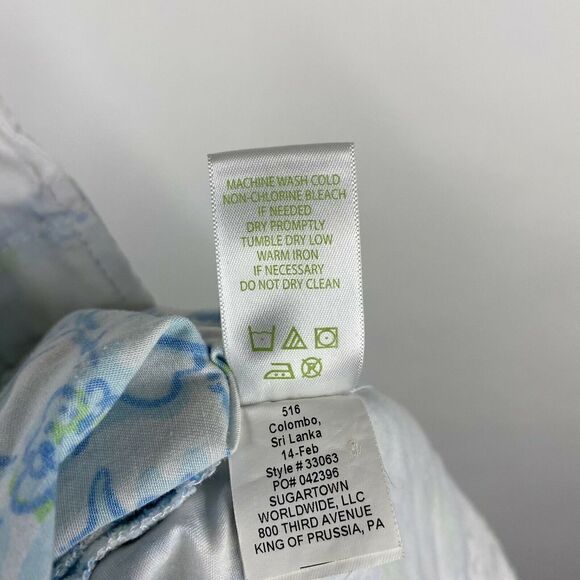 MACHINE WASH COLD
NON-CHLORINE BLEACH
IF NEEDED
DRY PROMPTLY
TUMBLE DRY LOW
WARM IRON
IF NECESSARY
DO NOT DRY CLEAN
516
Colombo,
Sri Lanka
14-Feb
Style # 33063
PO# 042396
SUGARTOWN
WORLDWIDE, LLC
800 THIRD AVENUE
KING OF PRUSSIA, PA